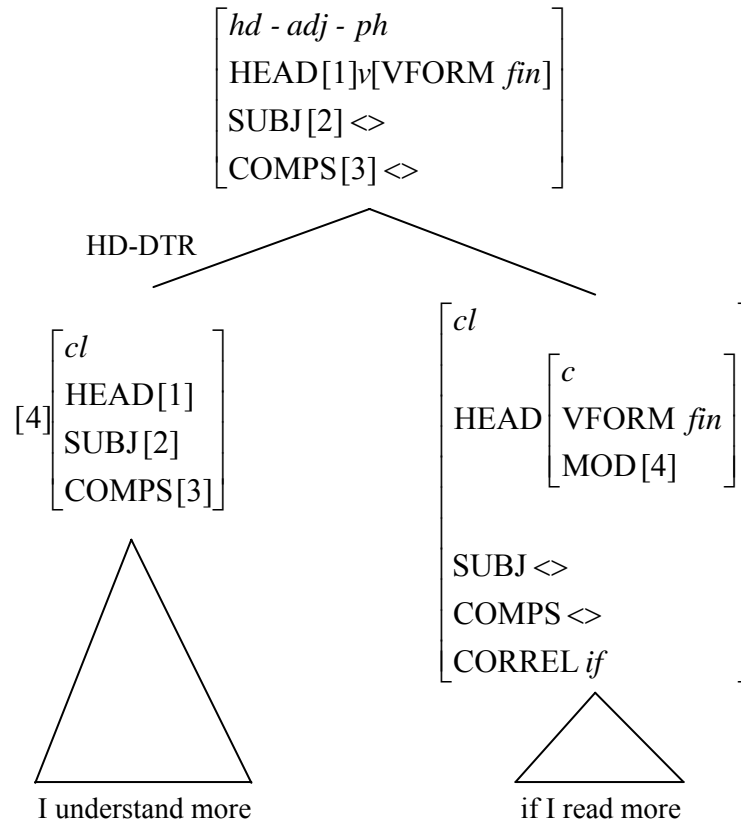 hd - adj - ph
HEAD[1]v[VFORM fin]
SUBJ[2] <>
COMPS[3] <>
HD-DTR
[4]
cl
HEAD[1]
SUBJ[2]
COMPS[3]
I understand more
cl
HEAD
c
VFORM fin
MOD[4]
SUBJ <>
COMPS <>
CORREL if
if I read more